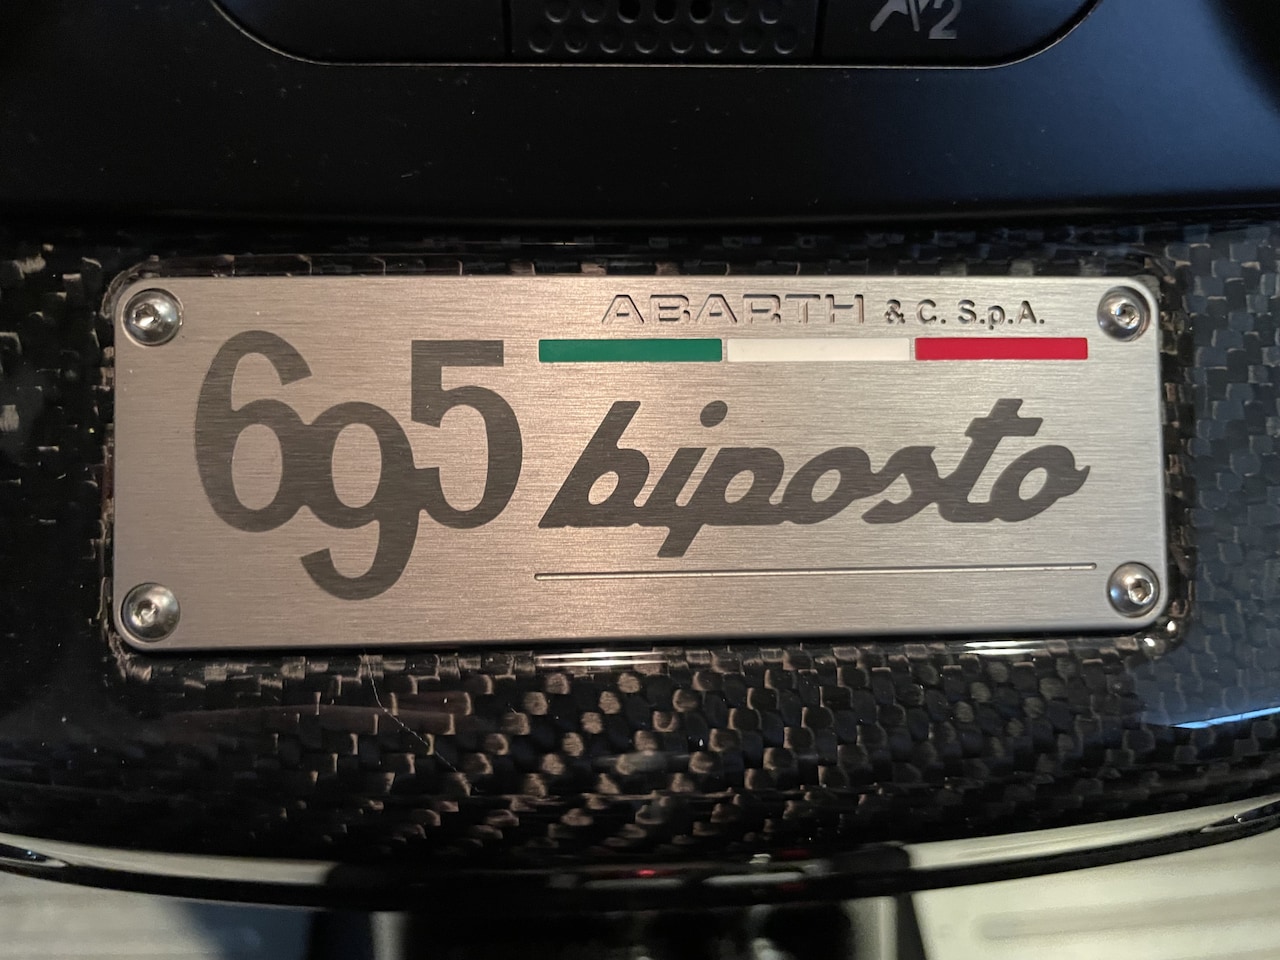 ABARTH & C. S.p.A.
695 biposto